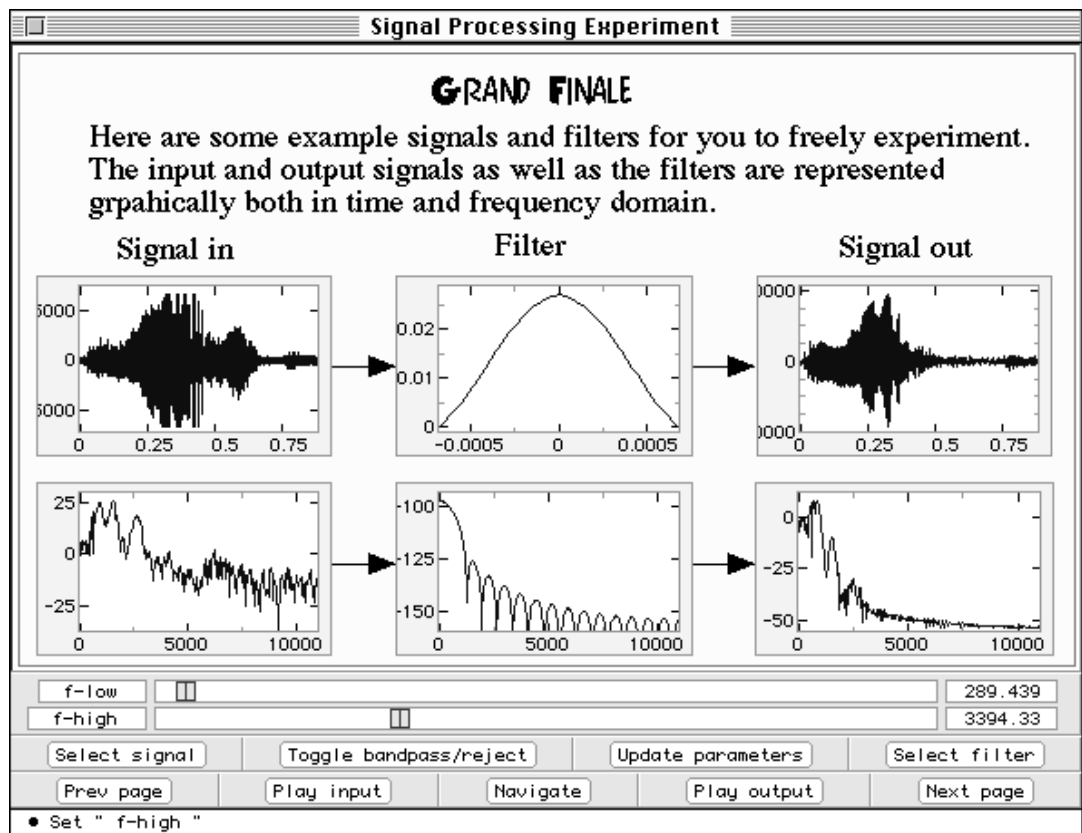 Signal Processing Experiment
GRAND FINALE
Here are some example signals and filters for you to freely experiment.
The input and output signals as well as the filters are represented
grpahically both in time and frequency domain.
Signal in Filter Signal out
5000
0
5000
0 0.25 0.5 0.75
0.02
0.01
0
-0.0005 0 0.0005
0000
0
0000
0 0.25 0.5 0.75
25
0
-25
0 5000 10000
-100
-125
-150
0 5000 10000
0
-25
-50
0 5000 10000
f-low 289.439
f-high 3394.33
Select signal Toggle bandpass/reject Update parameters Select filter
Prev page Play input Navigate Play output Next page
• Set " f-high "